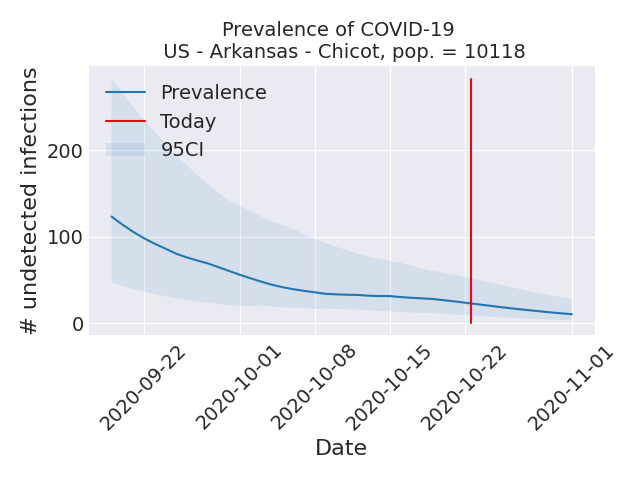 Prevalence of COVID-19
US - Arkansas - Chicot, pop. = 10118
# undetected infections
200
100
0
Prevalence
Today
95CI
2020-09-22
2020-10-01
2020-10-08
2020-10-15
2020-10-22
2020-11-01
Date